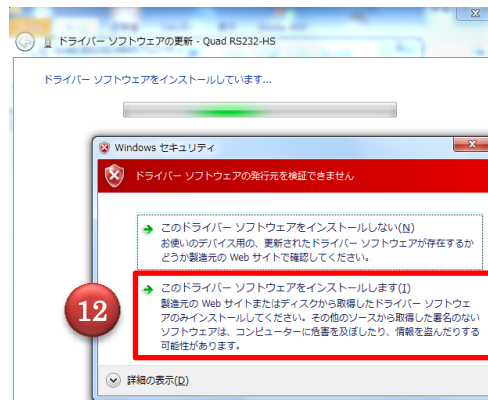 ドライバー ソフトウェアの更新 - Quad RS232-HS
ドライバー ソフトウェアをインストールしています...
Windows セキュリティ
ドライバー ソフトウェアの発行元を検証できません
このドライバー ソフトウェアをインストールしない(N)
お使いのデバイス用の、更新されたドライバー ソフトウェアが存在するか
どうか製造元の Web サイトで確認してください。
このドライバー ソフトウェアをインストールします(I)
製造元の Web サイトまたはディスクから取得したドライバー ソフトウェ
アのみインストールしてください。その他のソースから取得した署名のない
ソフトウェアは、コンピューターに危害を及ぼしたり、情報を盗んだりする
可能性があります。
12
詳細の表示(D)